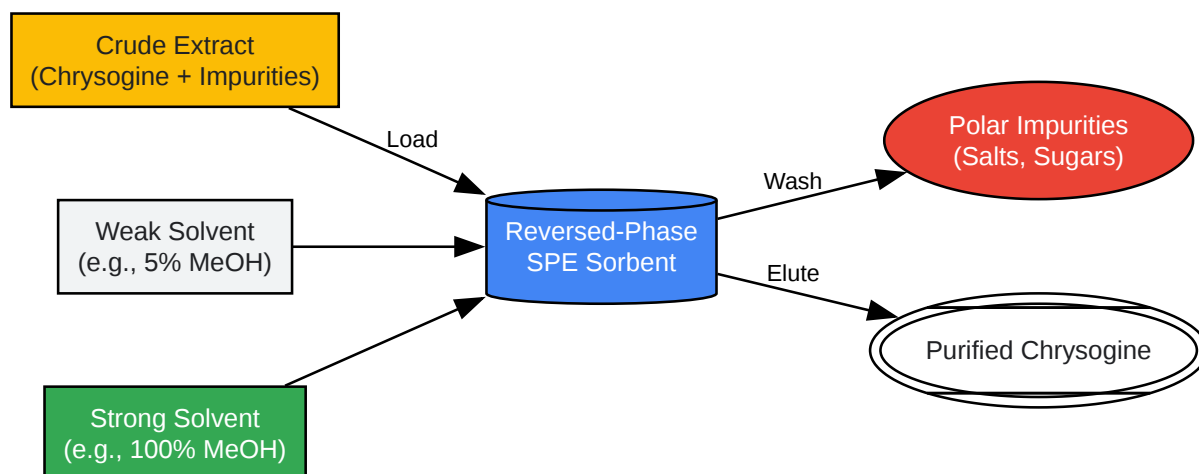 Crude Extract
(Chrysogine + Impurities)
Load
Polar Impurities
(Salts, Sugars)
Wash
Weak Solvent
(e.g., 5% MeOH)
Reversed-Phase
SPE Sorbent
Elute
Purified Chrysogine
Strong Solvent
(e.g., 100% MeOH)